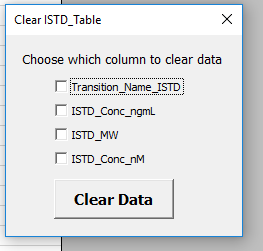 Clear ISTD_Table
Choose which column to clear data
Transition_Name_ISTD
ISTD_Conc_ngmL
ISTD_MW
ISTD_Conc_nM
Clear Data